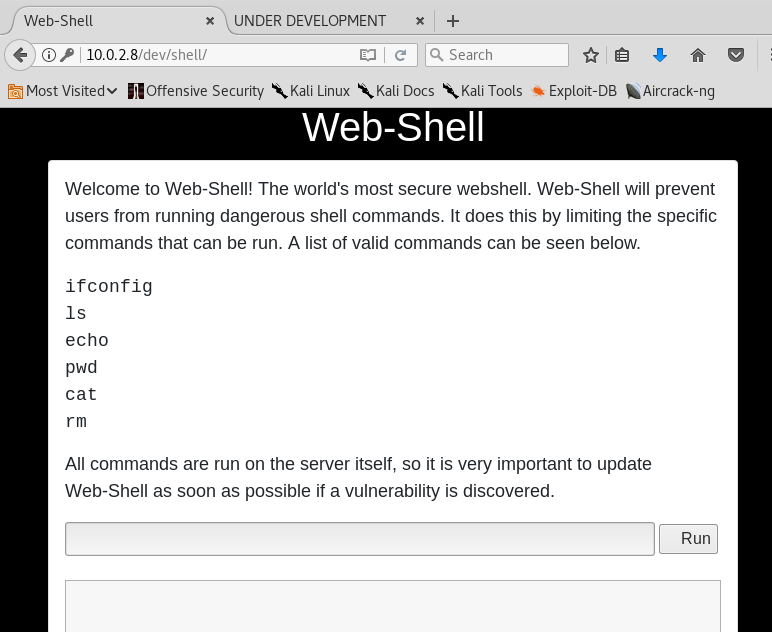 Web-Shell
UNDER DEVELOPMENT
10.0.2.8/dev/shell/
Search
Most Visited
Offensive Security
Kali Linux
Kali Docs
Kali Tools
Exploit-DB
Aircrack-ng
Web-Shell
Welcome to Web-Shell! The world's most secure webshell. Web-Shell will prevent
users from running dangerous shell commands. It does this by limiting the specific
commands that can be run. A list of valid commands can be seen below.
ifconfig
ls
echo
pwd
cat
rm
All commands are run on the server itself, so it is very important to update
Web-Shell as soon as possible if a vulnerability is discovered.
Run